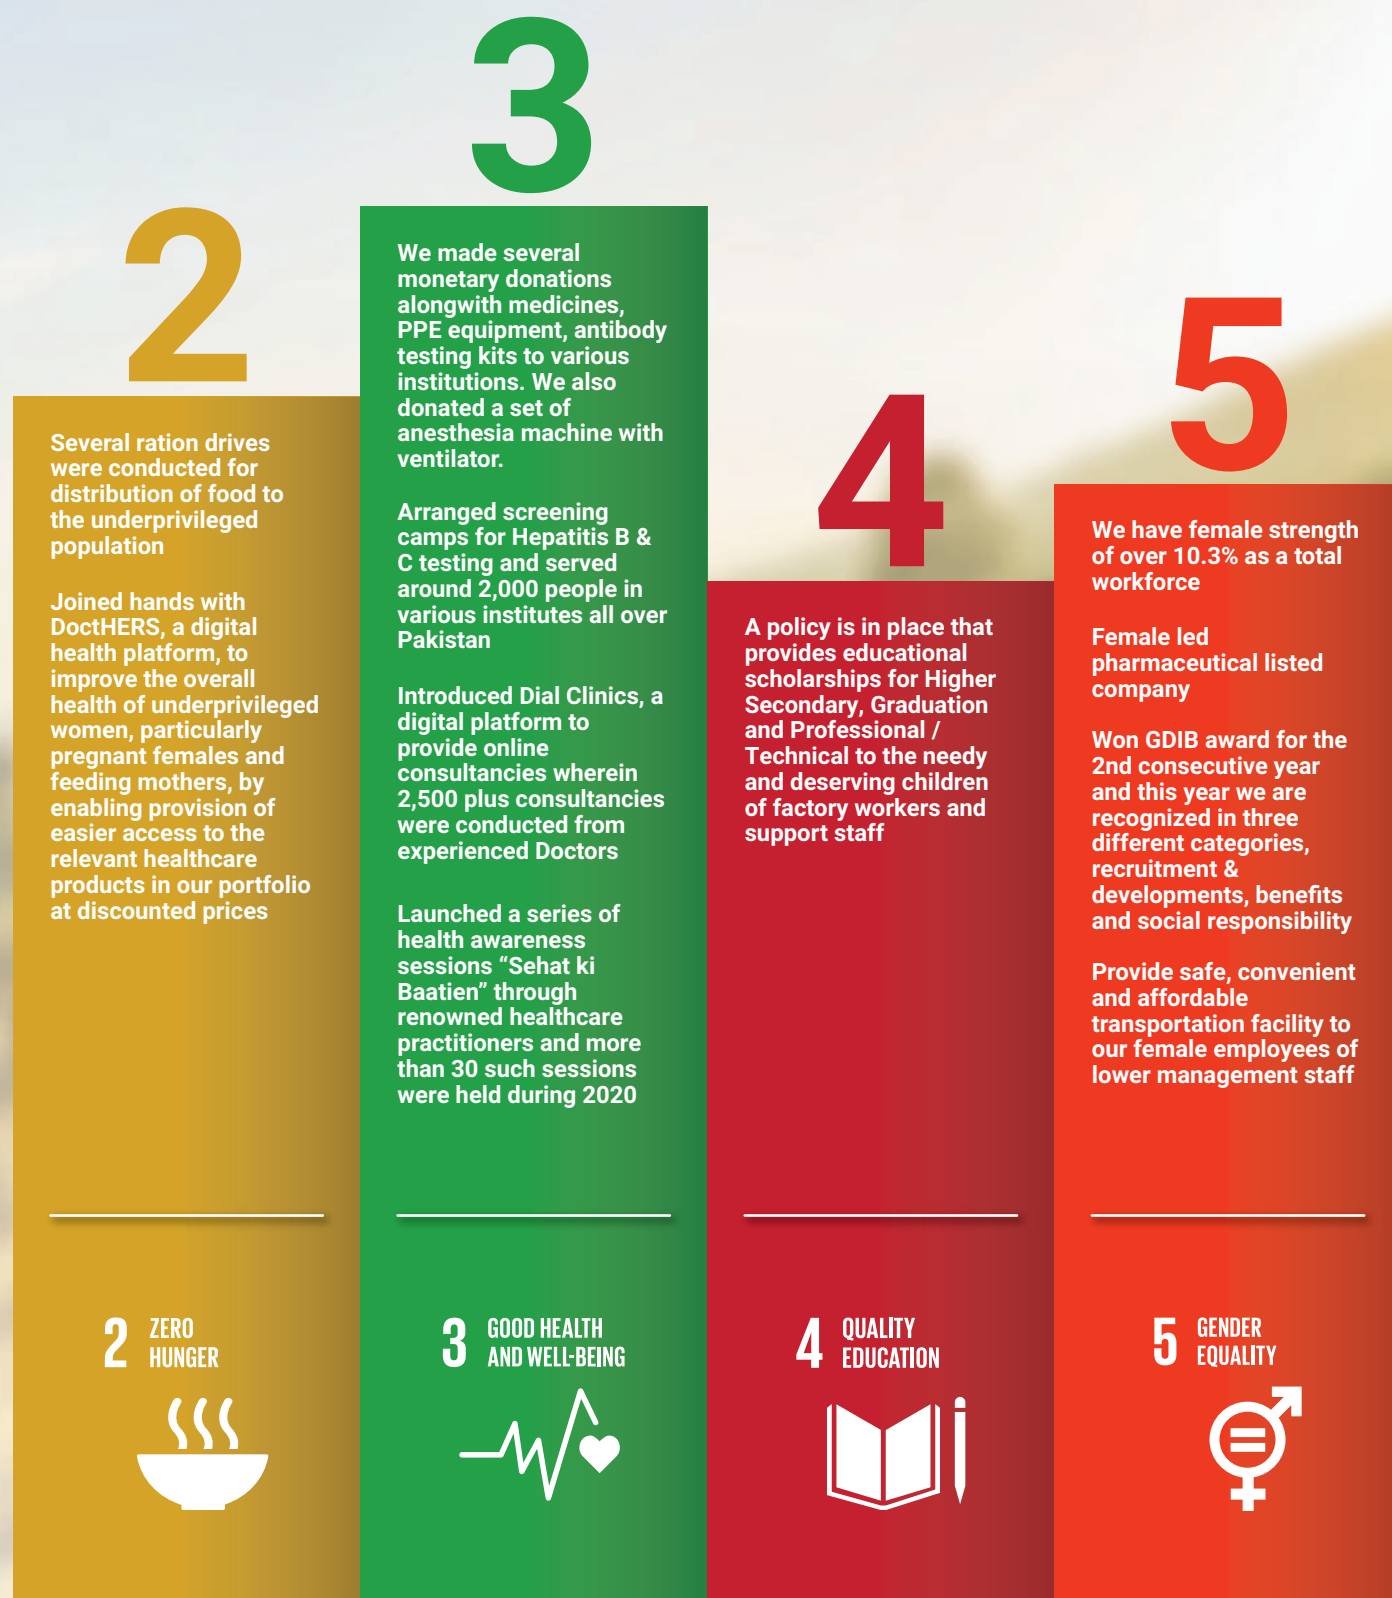 2
Several ration drives
were conducted for
distribution of food to
the underprivileged
population
Joined hands with
DoctHERS, a digital
health platform, to
improve the overall
health of underprivileged
women, particularly
pregnant females and
feeding mothers, by
enabling provision of
easier access to the
relevant healthcare
products in our portfolio
at discounted prices
2 ZERO
HUNGER
3
We made several
monetary donations
alongwith medicines,
PPE equipment, antibody
testing kits to various
institutions. We also
donated a set of
anesthesia machine with
ventilator.
Arranged screening
camps for Hepatitis B &
C testing and served
around 2,000 people in
various institutes all over
Pakistan
Introduced Dial Clinics, a
digital platform to
provide online
consultancies wherein
2,500 plus consultancies
were conducted from
experienced Doctors
Launched a series of
health awareness
sessions “Sehat ki
Baatien” through
renowned healthcare
practitioners and more
than 30 such sessions
were held during 2020
3 GOOD HEALTH
AND WELL-BEING
4
A policy is in place that
provides educational
scholarships for Higher
Secondary, Graduation
and Professional /
Technical to the needy
and deserving children
of factory workers and
support staff
4 QUALITY
EDUCATION
5
We have female strength
of over 10.3% as a total
workforce
Female led
pharmaceutical listed
company
Won GDIB award for the
2nd consecutive year
and this year we are
recognized in three
different categories,
recruitment &
developments, benefits
and social responsibility
Provide safe, convenient
and affordable
transportation facility to
our female employees of
lower management staff
5 GENDER
EQUALITY